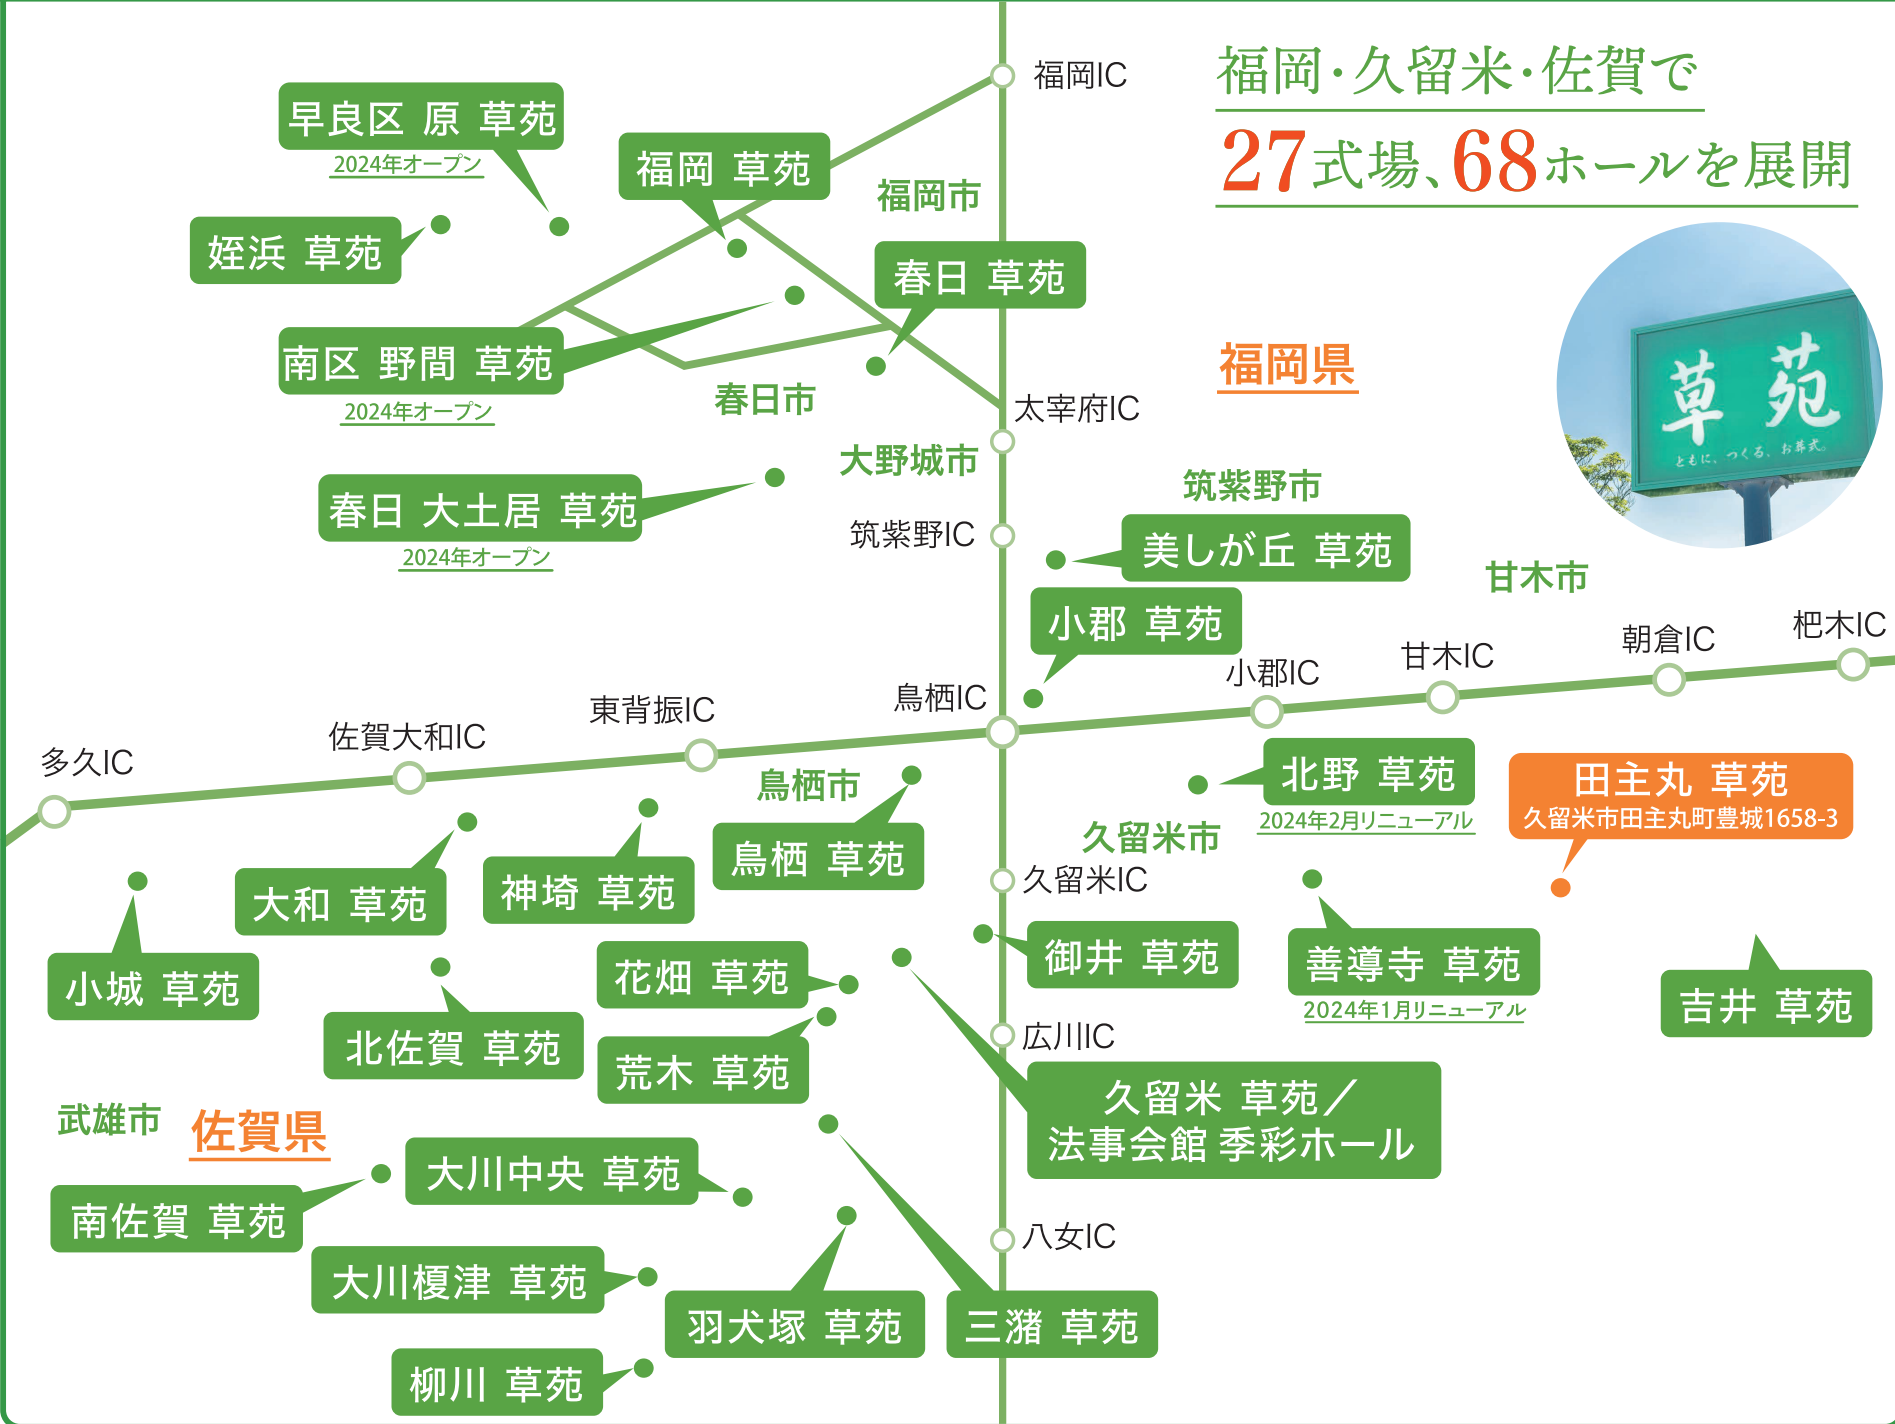 福岡・久留米・佐賀で
27式場、68ホールを展開
福岡IC
早良区 原 草苑
2024年オープン
福岡 草苑
福岡市
姪浜 草苑
春日 草苑
南区 野間 草苑
2024年オープン
福岡県
草 苑
ともに、つくる、お葬式。
春日市
太宰府IC
大野城市
筑紫野市
春日 大土居 草苑
2024年オープン
筑紫野IC
美しが丘 草苑
甘木市
小郡 草苑
杷木IC
朝倉IC
甘木IC
小郡IC
鳥栖IC
東背振IC
佐賀大和IC
多久IC
鳥栖市
北野 草苑
2024年2月リニューアル
田主丸 草苑
久留米市田主丸町豊城1658-3
久留米市
鳥栖 草苑
久留米IC
大和 草苑
神埼 草苑
小城 草苑
花畑 草苑
御井 草苑
善導寺 草苑
2024年1月リニューアル
吉井 草苑
北佐賀 草苑
荒木 草苑
広川IC
久留米 草苑／
法事会館 季彩ホール
武雄市
佐賀県
大川中央 草苑
南佐賀 草苑
八女IC
大川榎津 草苑
羽犬塚 草苑
三潴 草苑
柳川 草苑